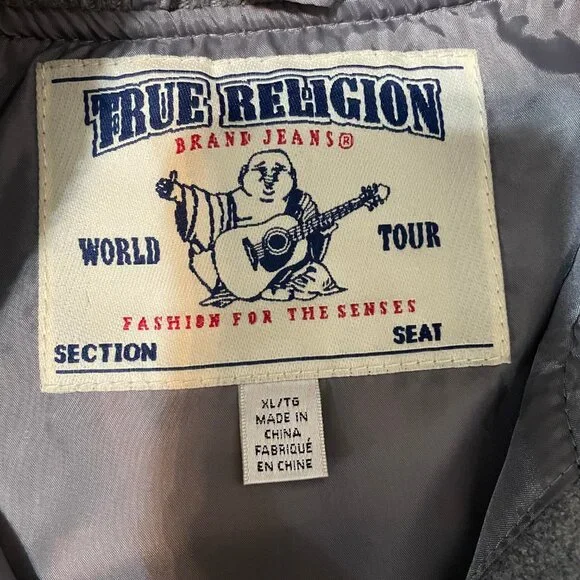 TRUE RELIGION
BRAND JEANS®
WORLD TOUR
FASHION FOR THE SENSES
SECTION SEAT
XL/TG
MADE IN
CHINA
FABRIQUÉ
EN CHINE